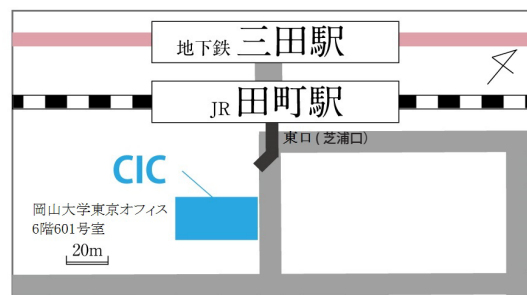 地下鉄 三田駅
JR 田町駅
東口 ( 芝浦口 )
CIC
岡山大学東京オフィス
6階601号室
20m